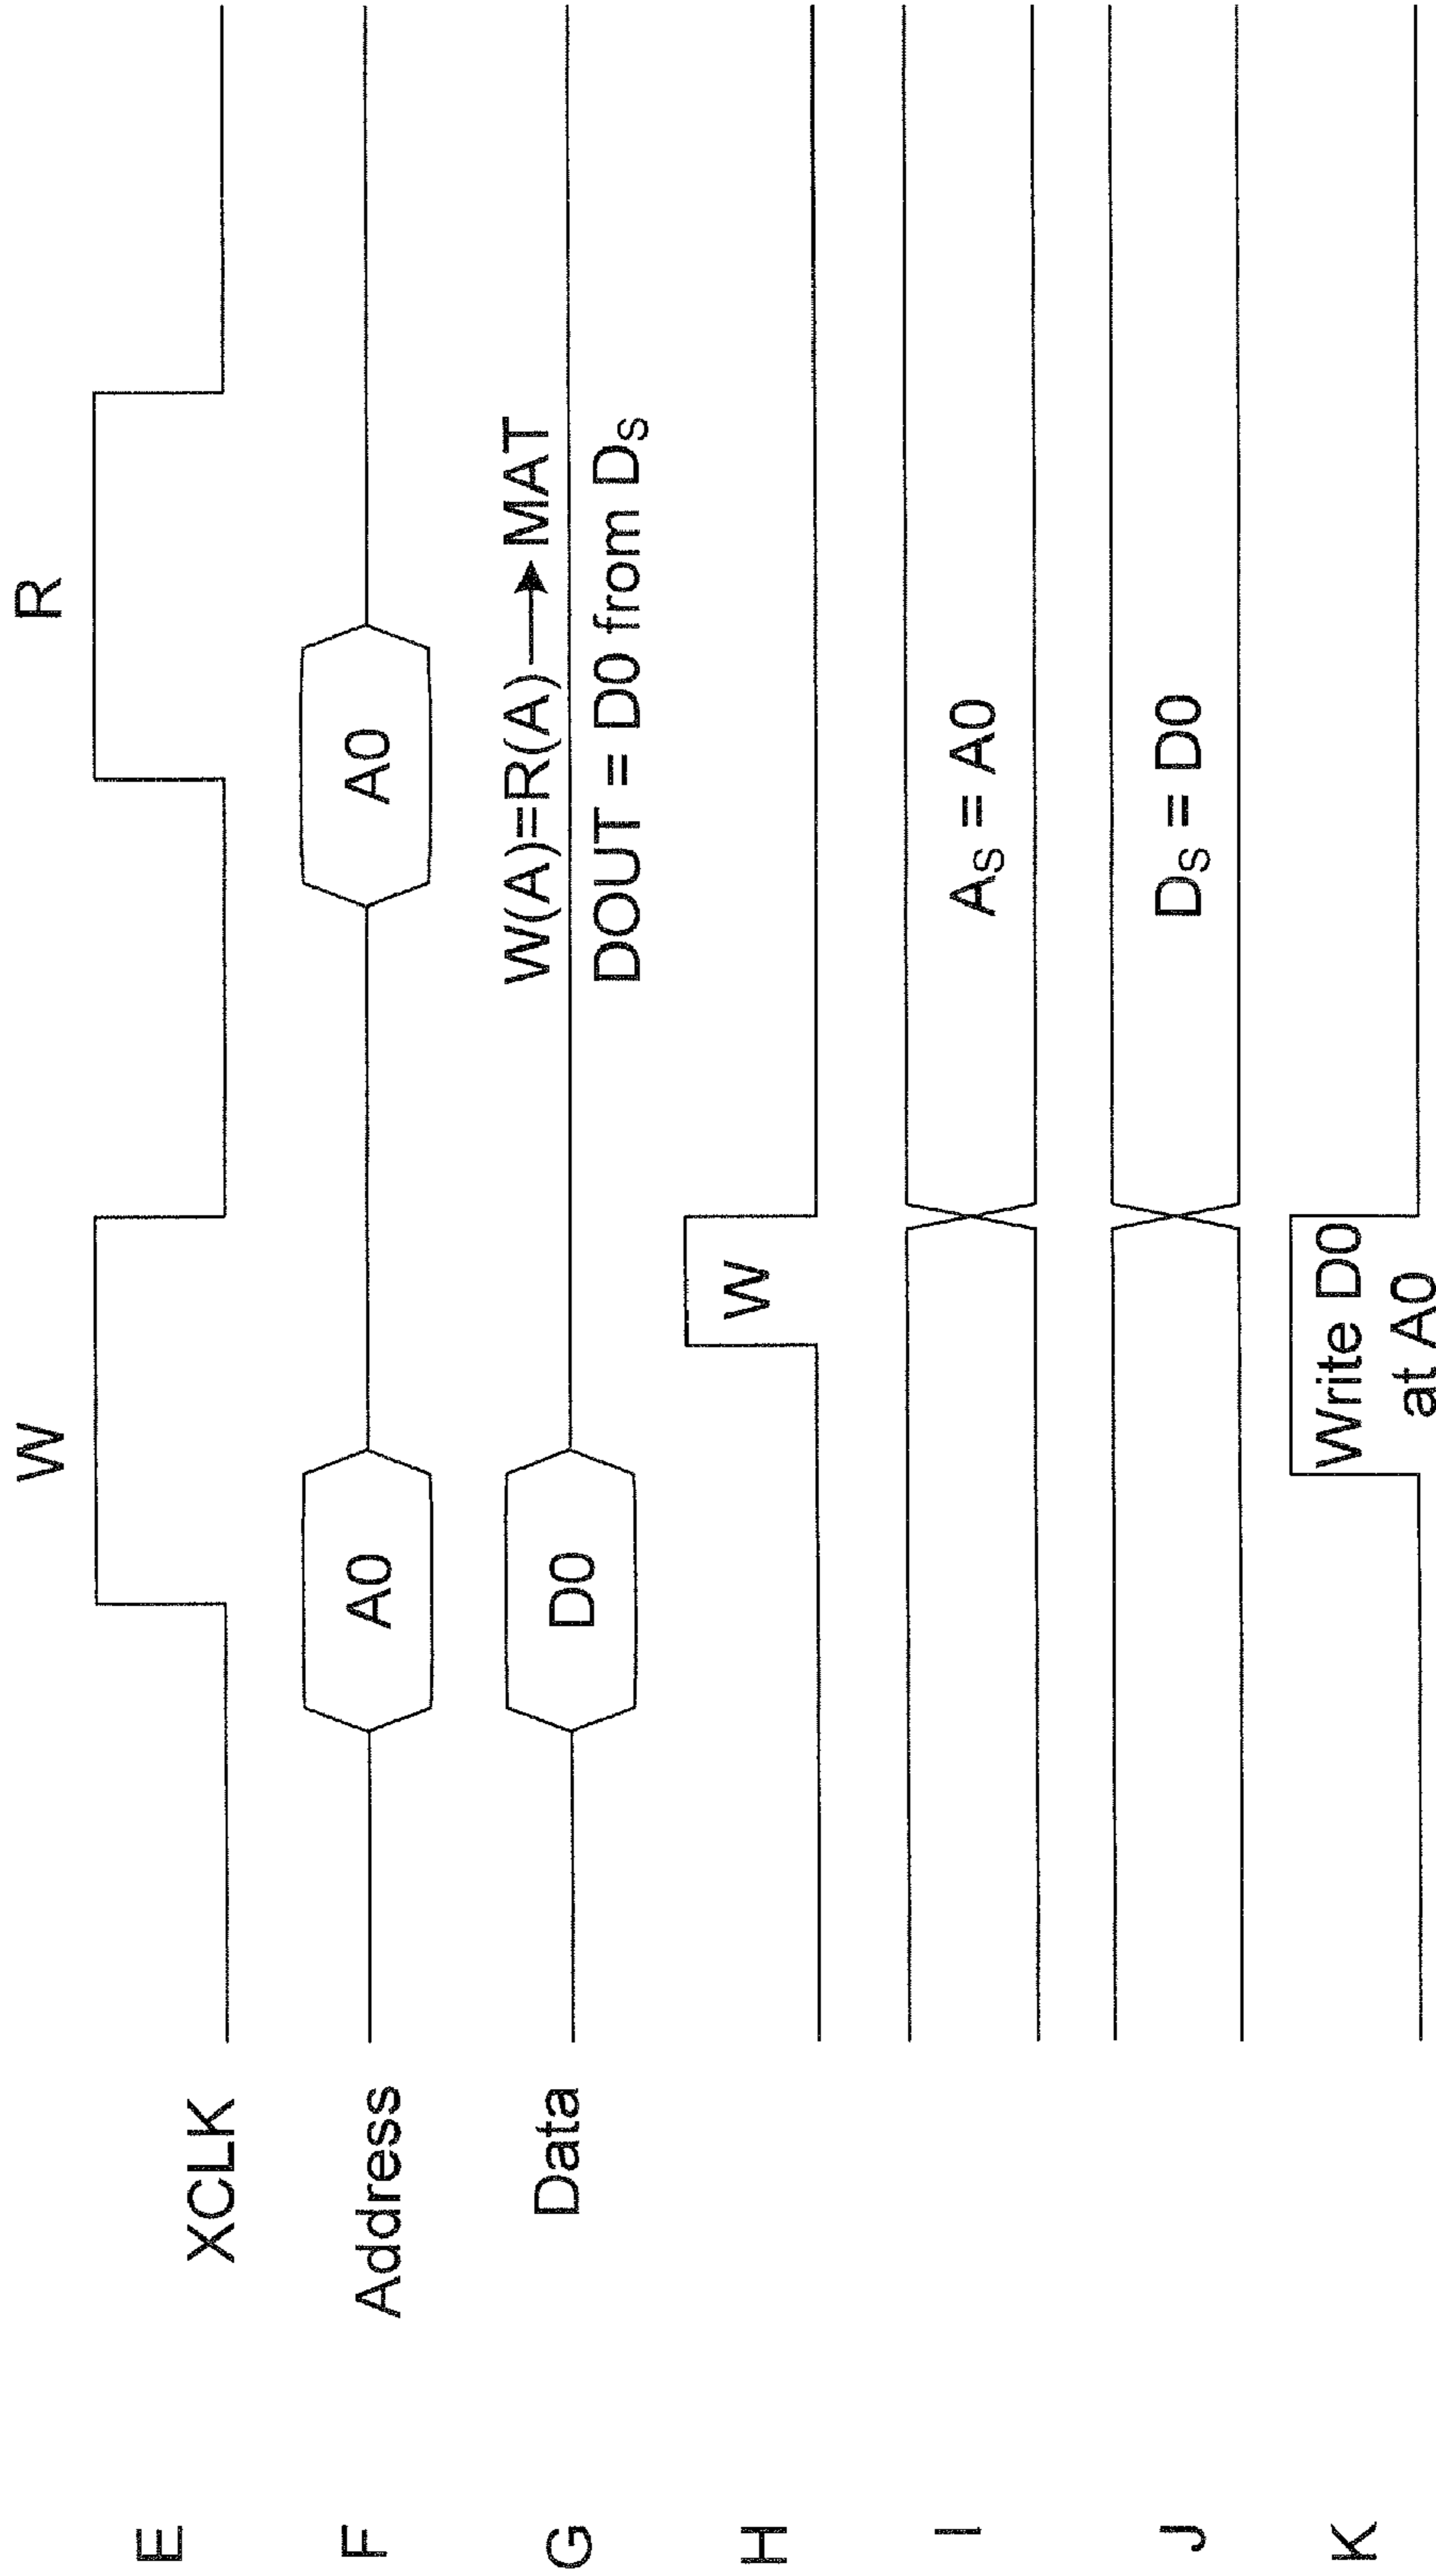 W R
E XCLK
F Address A0 A0
W(A)=R(A) → MAT
G Data D0
DOUT = D0 from DS
H W
I AS = A0
J DS = D0
K Write D0
at A0